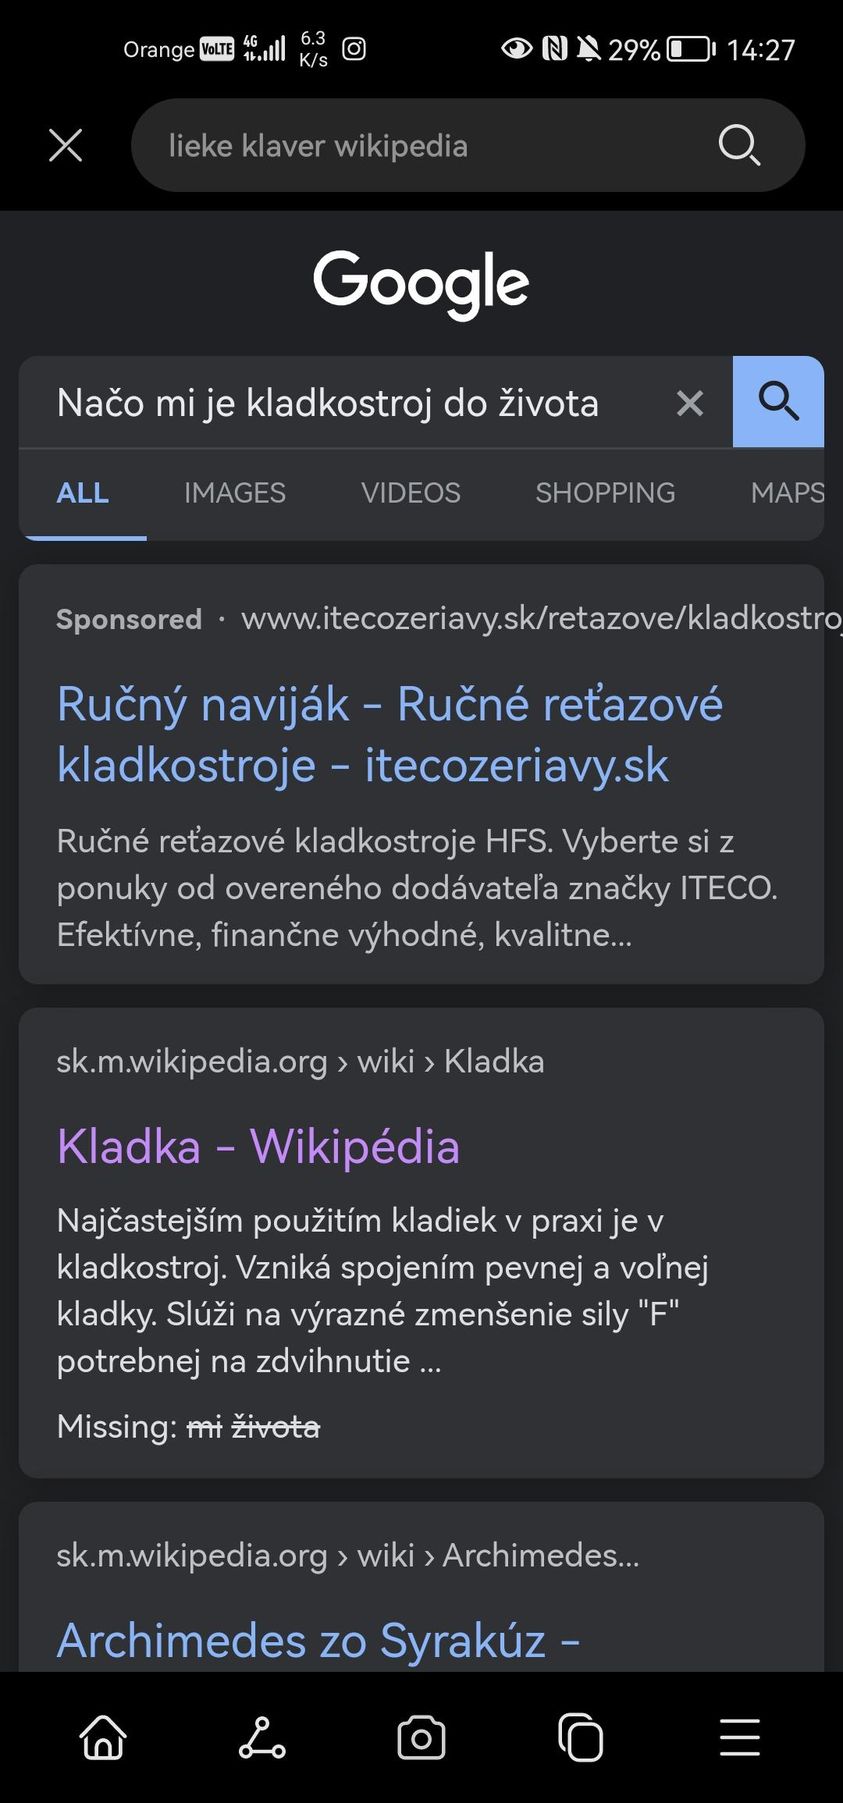 Orange VoLTE 4G 6.3 K/s 29% 14:27
lieke klaver wikipedia
Google
Načo mi je kladkostroj do života
ALL IMAGES VIDEOS SHOPPING MAPS
Sponsored · www.itecozeriavy.sk/retazove/kladkostroj
Ručný naviják - Ručné reťazové
kladkostroje - itecozeriavy.sk
Ručné reťazové kladkostroje HFS. Vyberte si z
ponuky od overeného dodávateľa značky ITECO.
Efektívne, finančne výhodné, kvalitne...
sk.m.wikipedia.org › wiki › Kladka
Kladka - Wikipédia
Najčastejším použitím kladiek v praxi je v
kladkostroj. Vzniká spojením pevnej a voľnej
kladky. Slúži na výrazné zmenšenie sily "F"
potrebnej na zdvihnutie ...
Missing: mi života
sk.m.wikipedia.org › wiki › Archimedes...
Archimedes zo Syrakúz -